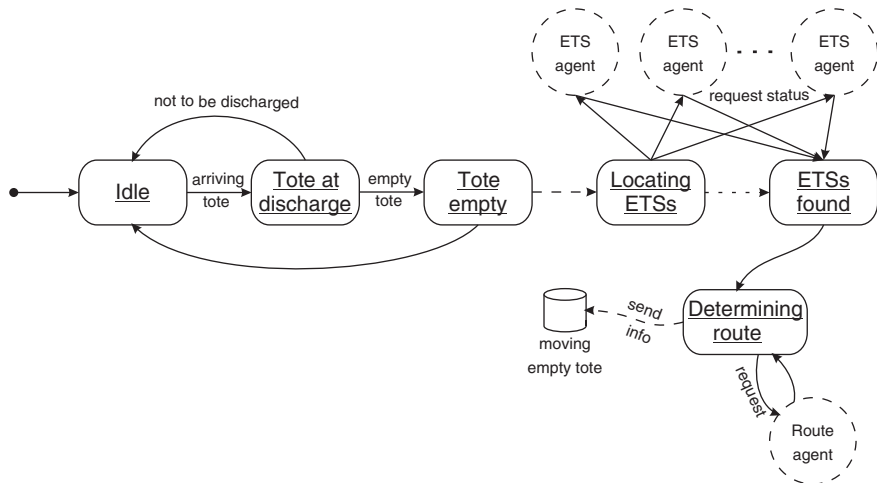 ETS
agent
ETS
agent
ETS
agent
request status
not to be discharged
Idle
arriving
tote
Tote at
discharge
empty
tote
Tote
empty
Locating
ETSs
ETSs
found
Determining
route
send
info
moving
empty tote
request
Route
agent